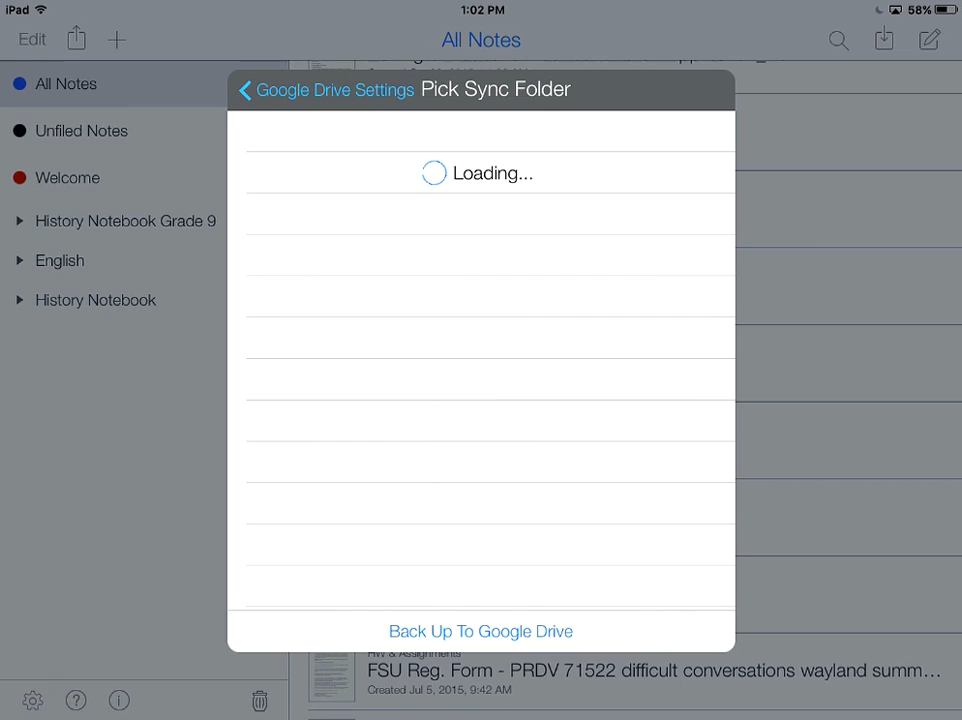 iPad 1:02 PM 58%
Edit All Notes
All Notes
Unfiled Notes
Welcome
History Notebook Grade 9
English
History Notebook
Google Drive Settings Pick Sync Folder
Loading...
Back Up To Google Drive
HW & Assignments
FSU Reg. Form - PRDV 71522 difficult conversations wayland summ...
Created Jul 5, 2015, 9:42 AM